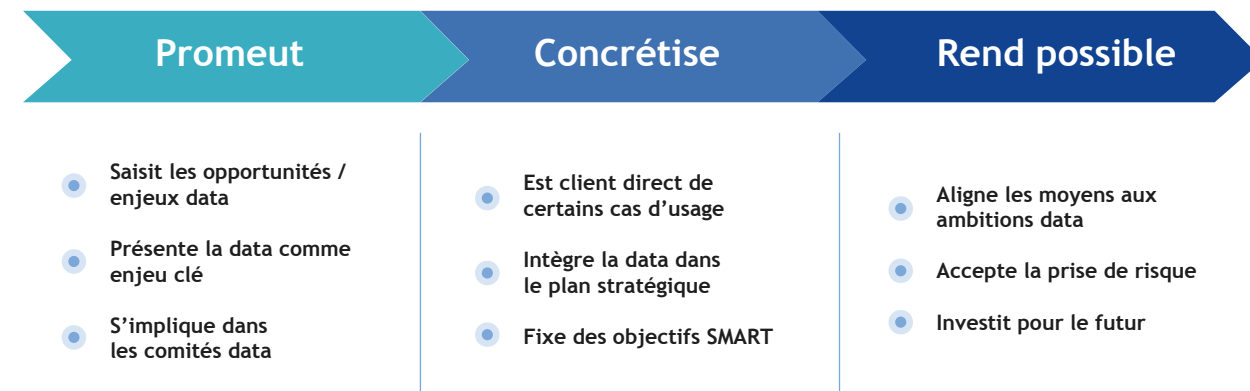 Promeut
Concrétise
Rend possible
Saisit les opportunités /
enjeux data
Présente la data comme
enjeu clé
S’implique dans
les comités data
Est client direct de
certains cas d’usage
Intègre la data dans
le plan stratégique
Fixe des objectifs SMART
Aligne les moyens aux
ambitions data
Accepte la prise de risque
Investit pour le futur